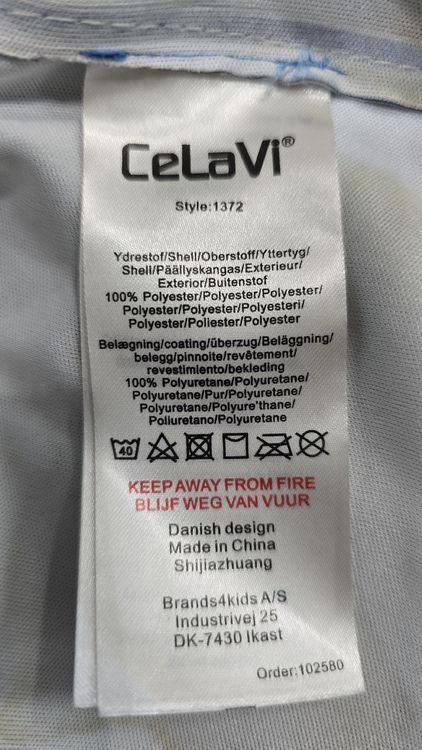 CeLaVi®
Style:1372
Ydrestof/Shell/Oberstoff/Yttertyg/
Shell/Päällyskangas/Exterieur/
Exterior/Buitenstof
100% Polyester/Polyester/Polyester/
Polyester/Polyester/Polyesteri/
Polyester/Poliester/Polyester
Belægning/coating/überzug/Beläggning/
belegg/pinnoite/revêtement/
revestimiento/bekleding
100% Polyuretane/Polyuretane/
Polyuretane/Pur/Polyuretane/
Polyuretane/Polyure'thane/
Poliuretano/Polyuretane
40
KEEP AWAY FROM FIRE
BLIJF WEG VAN VUUR
Danish design
Made in China
Shijiazhuang
Brands4kids A/S
Industrivej 25
DK-7430 Ikast
Order:102580